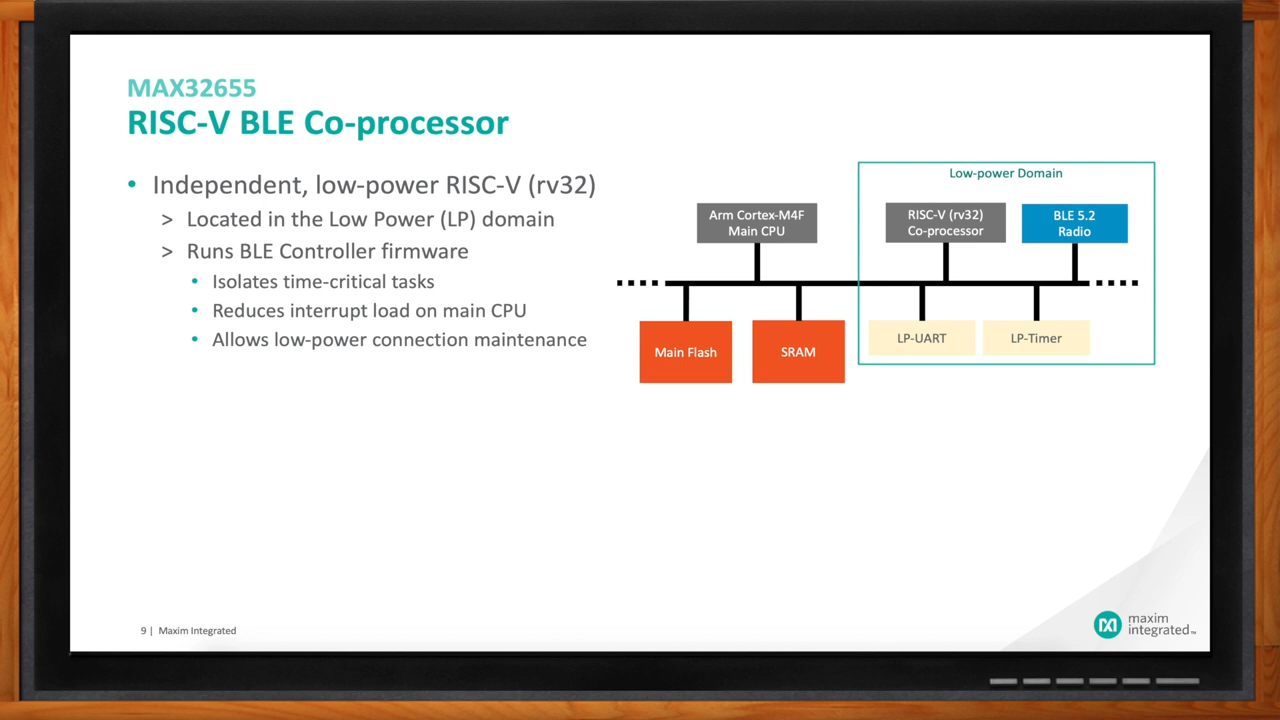 MAX32655
RISC-V BLE Co-processor
• Independent, low-power RISC-V (rv32)
> Located in the Low Power (LP) domain
> Runs BLE Controller firmware
• Isolates time-critical tasks
• Reduces interrupt load on main CPU
• Allows low-power connection maintenance
Low-power Domain
Arm Cortex-M4F
Main CPU
RISC-V (rv32)
Co-processor
BLE 5.2
Radio
Main Flash
SRAM
LP-UART
LP-Timer
9 | Maxim Integrated
maxim
integrated™